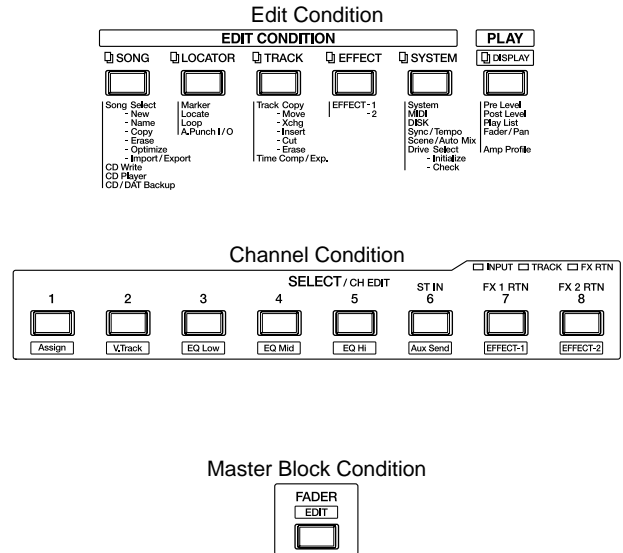 Edit Condition
EDIT CONDITION PLAY
SONG LOCATOR TRACK EFFECT SYSTEM DISPLAY
Song Select
- New
- Name
- Copy
- Erase
- Optimize
- Import/Export
CD Write
CD Player
CD/DAT Backup
Marker
Locate
Loop
A.Punch I/O
Track Copy
- Move
- Xchg
- Insert
- Cut
- Erase
Time Comp/Exp.
EFFECT-1
-2
System
MIDI
DISK
Sync/Tempo
Scene/Auto Mix
Drive Select
- Initialize
- Check
Pre Level
Post Level
Play List
Fader/Pan
Amp Profile
Channel Condition
INPUT TRACK FX RTN
SELECT / CH EDIT
ST IN FX 1 RTN FX 2 RTN
1 2 3 4 5 6 7 8
Assign V.Track EQ Low EQ Mid EQ Hi Aux Send EFFECT-1 EFFECT-2
Master Block Condition
FADER
EDIT